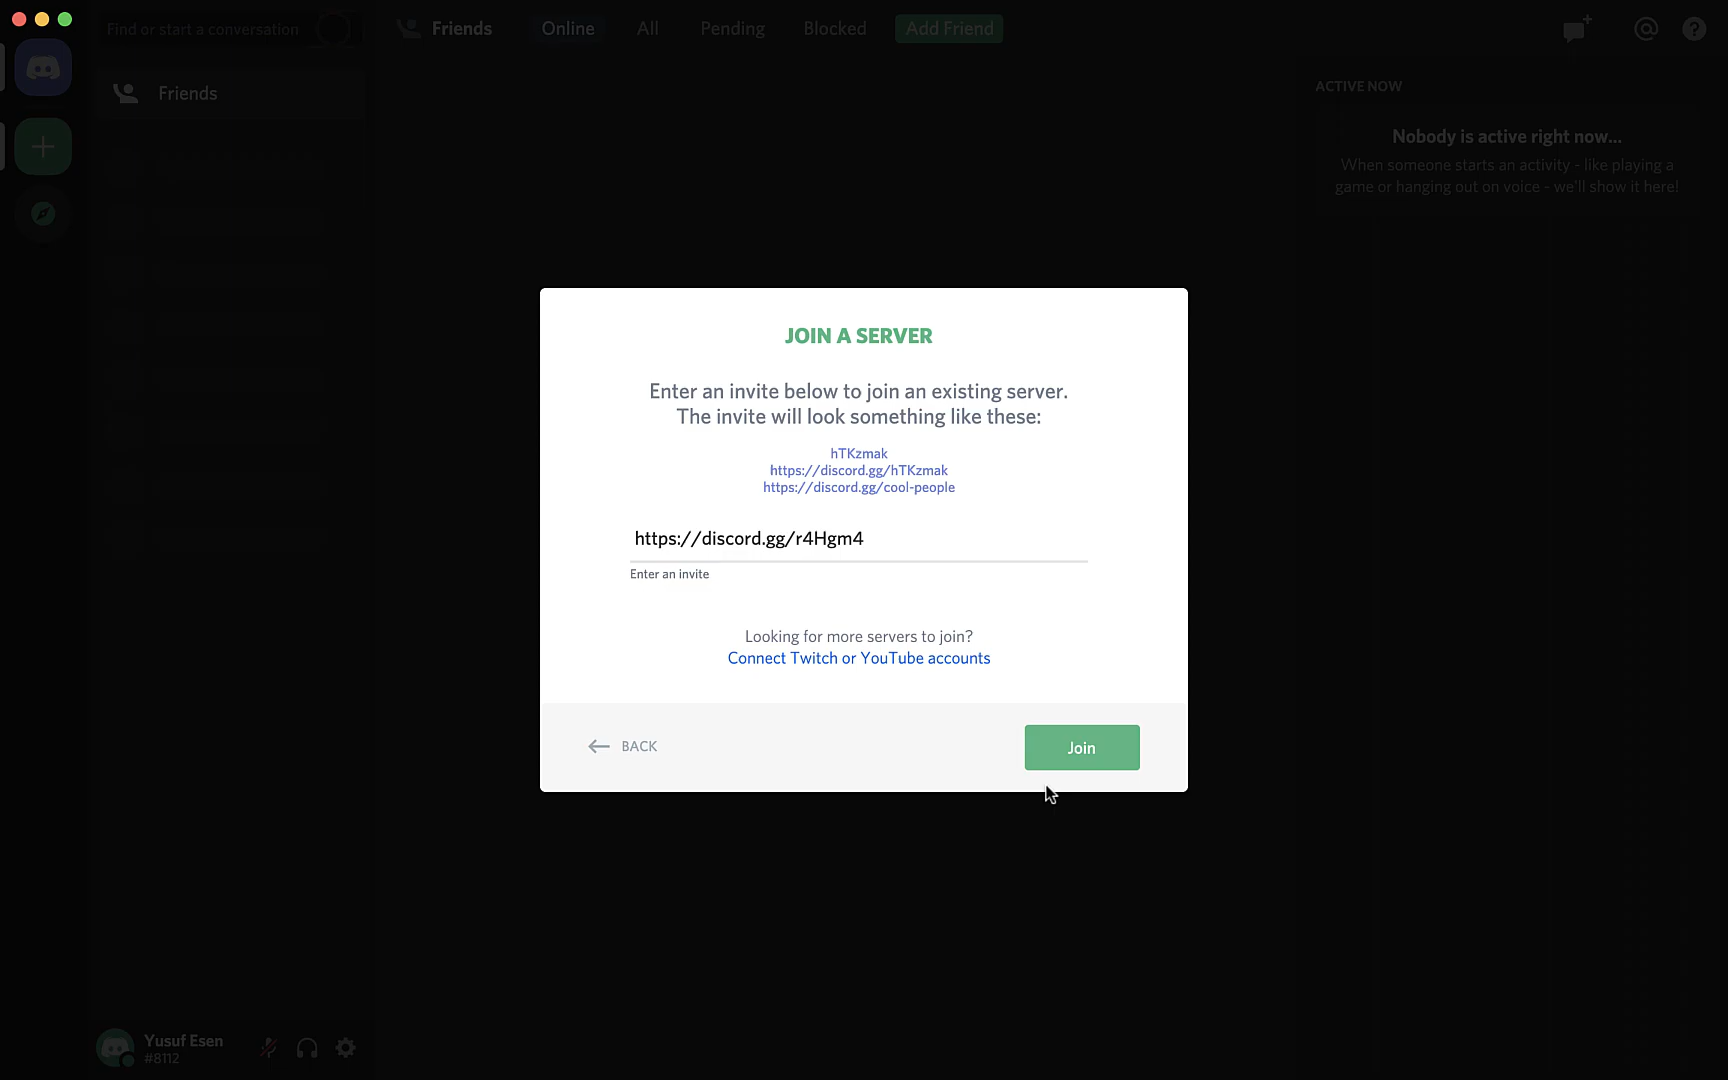 Find or start a conversation
Friends
Online
All
Pending
Blocked
Add Friend
Friends
ACTIVE NOW
Nobody is active right now...
When someone starts an activity - like playing a
game or hanging out on voice - we'll show it here!
JOIN A SERVER
Enter an invite below to join an existing server.
The invite will look something like these:
hTKzmak
https://discord.gg/hTKzmak
https://discord.gg/cool-people
https://discord.gg/r4Hgm4
Enter an invite
Looking for more servers to join?
Connect Twitch or YouTube accounts
BACK
Join
Yusuf Esen
#8112